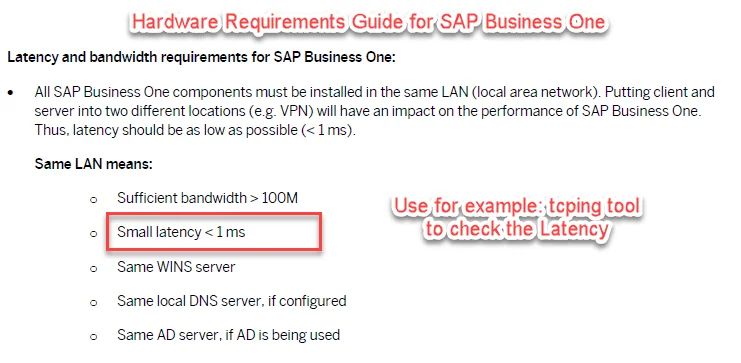 Hardware Requirements Guide for SAP Business One
Latency and bandwidth requirements for SAP Business One:
• All SAP Business One components must be installed in the same LAN (local area network). Putting client and
server into two different locations (e.g. VPN) will have an impact on the performance of SAP Business One.
Thus, latency should be as low as possible (< 1 ms).
Same LAN means:
o Sufficient bandwidth > 100M
o Small latency < 1 ms
o Same WINS server
o Same local DNS server, if configured
o Same AD server, if AD is being used
Use for example: tcping tool
to check the Latency